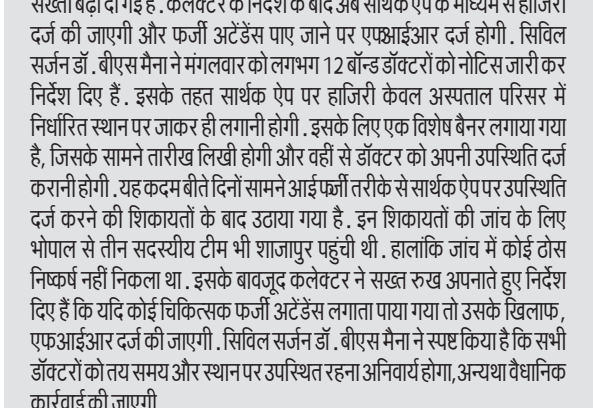 सख्ती बढ़ा दी गई है . कलेक्टर के निर्देश के बाद अब सार्थक ऐप के माध्यम से हाजिरी
दर्ज की जाएगी और फर्जी अटेंडेंस पाए जाने पर एफआईआर दर्ज होगी . सिविल
सर्जन डॉ . बीएस मैना ने मंगलवार को लगभग 12 बॉन्ड डॉक्टरों को नोटिस जारी कर
निर्देश दिए हैं . इसके तहत सार्थक ऐप पर हाजिरी केवल अस्पताल परिसर में
निर्धारित स्थान पर जाकर ही लगानी होगी . इसके लिए एक विशेष बैनर लगाया गया
है, जिसके सामने तारीख लिखी होगी और वहीं से डॉक्टर को अपनी उपस्थिति दर्ज
करानी होगी . यह कदम बीते दिनों सामने आई फर्जी तरीके से सार्थक ऐप पर उपस्थिति
दर्ज करने की शिकायतों के बाद उठाया गया है . इन शिकायतों की जांच के लिए
भोपाल से तीन सदस्यीय टीम भी शाजापुर पहुंची थी . हालांकि जांच में कोई ठोस
निष्कर्ष नहीं निकला था . इसके बावजूद कलेक्टर ने सख्त रुख अपनाते हुए निर्देश
दिए हैं कि यदि कोई चिकित्सक फर्जी अटेंडेंस लगाता पाया गया तो उसके खिलाफ,
एफआईआर दर्ज की जाएगी . सिविल सर्जन डॉ . बीएस मैना ने स्पष्ट किया है कि सभी
डॉक्टरों को तय समय और स्थान पर उपस्थित रहना अनिवार्य होगा,अन्यथा वैधानिक
कार्रवाई की जाएगी